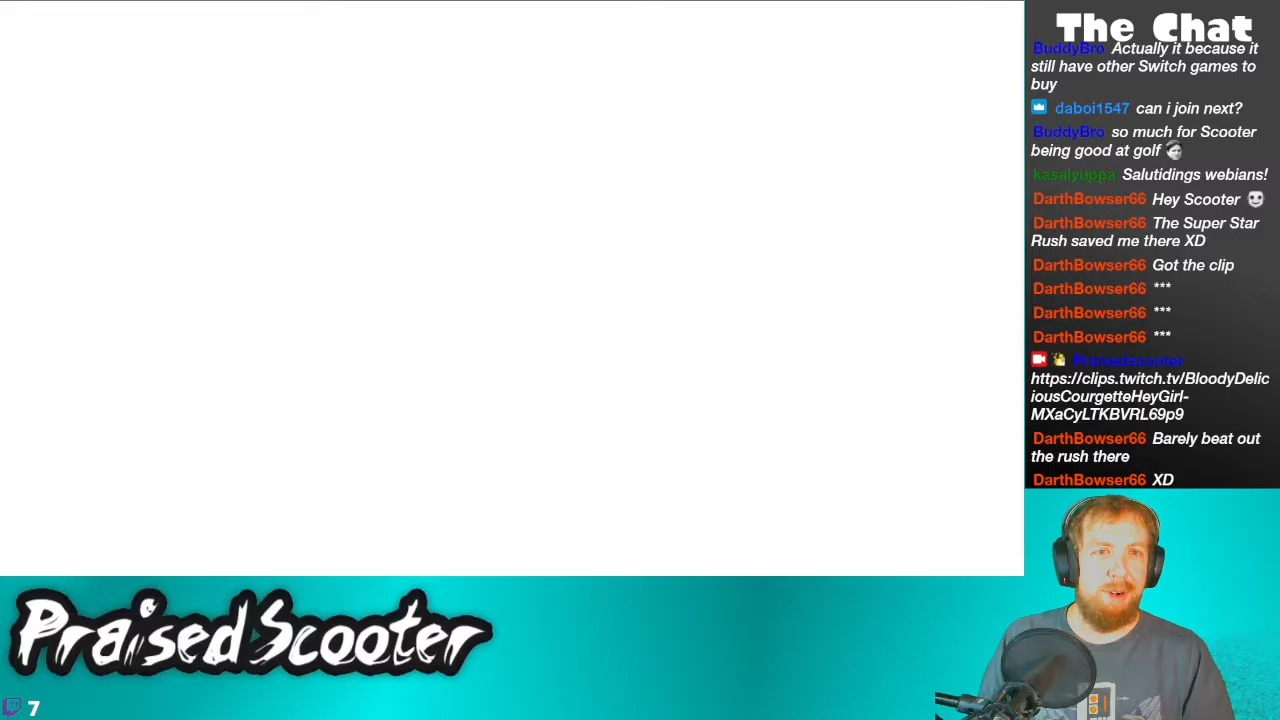 The Chat
BuddyBro Actually it because it
still have other Switch games to
buy
daboi1547 can i join next?
BuddyBro so much for Scooter
being good at golf
kasaiyuppa Salutidings webians!
DarthBowser66 Hey Scooter
DarthBowser66 The Super Star
Rush saved me there XD
DarthBowser66 Got the clip
DarthBowser66 ***
DarthBowser66 ***
DarthBowser66 ***
Praisedscooter
https://clips.twitch.tv/BloodyDelic
iousCourgetteHeyGirl-
MXaCyLTKBVRL69p9
DarthBowser66 Barely beat out
the rush there
DarthBowser66 XD
PraisedScooter
7